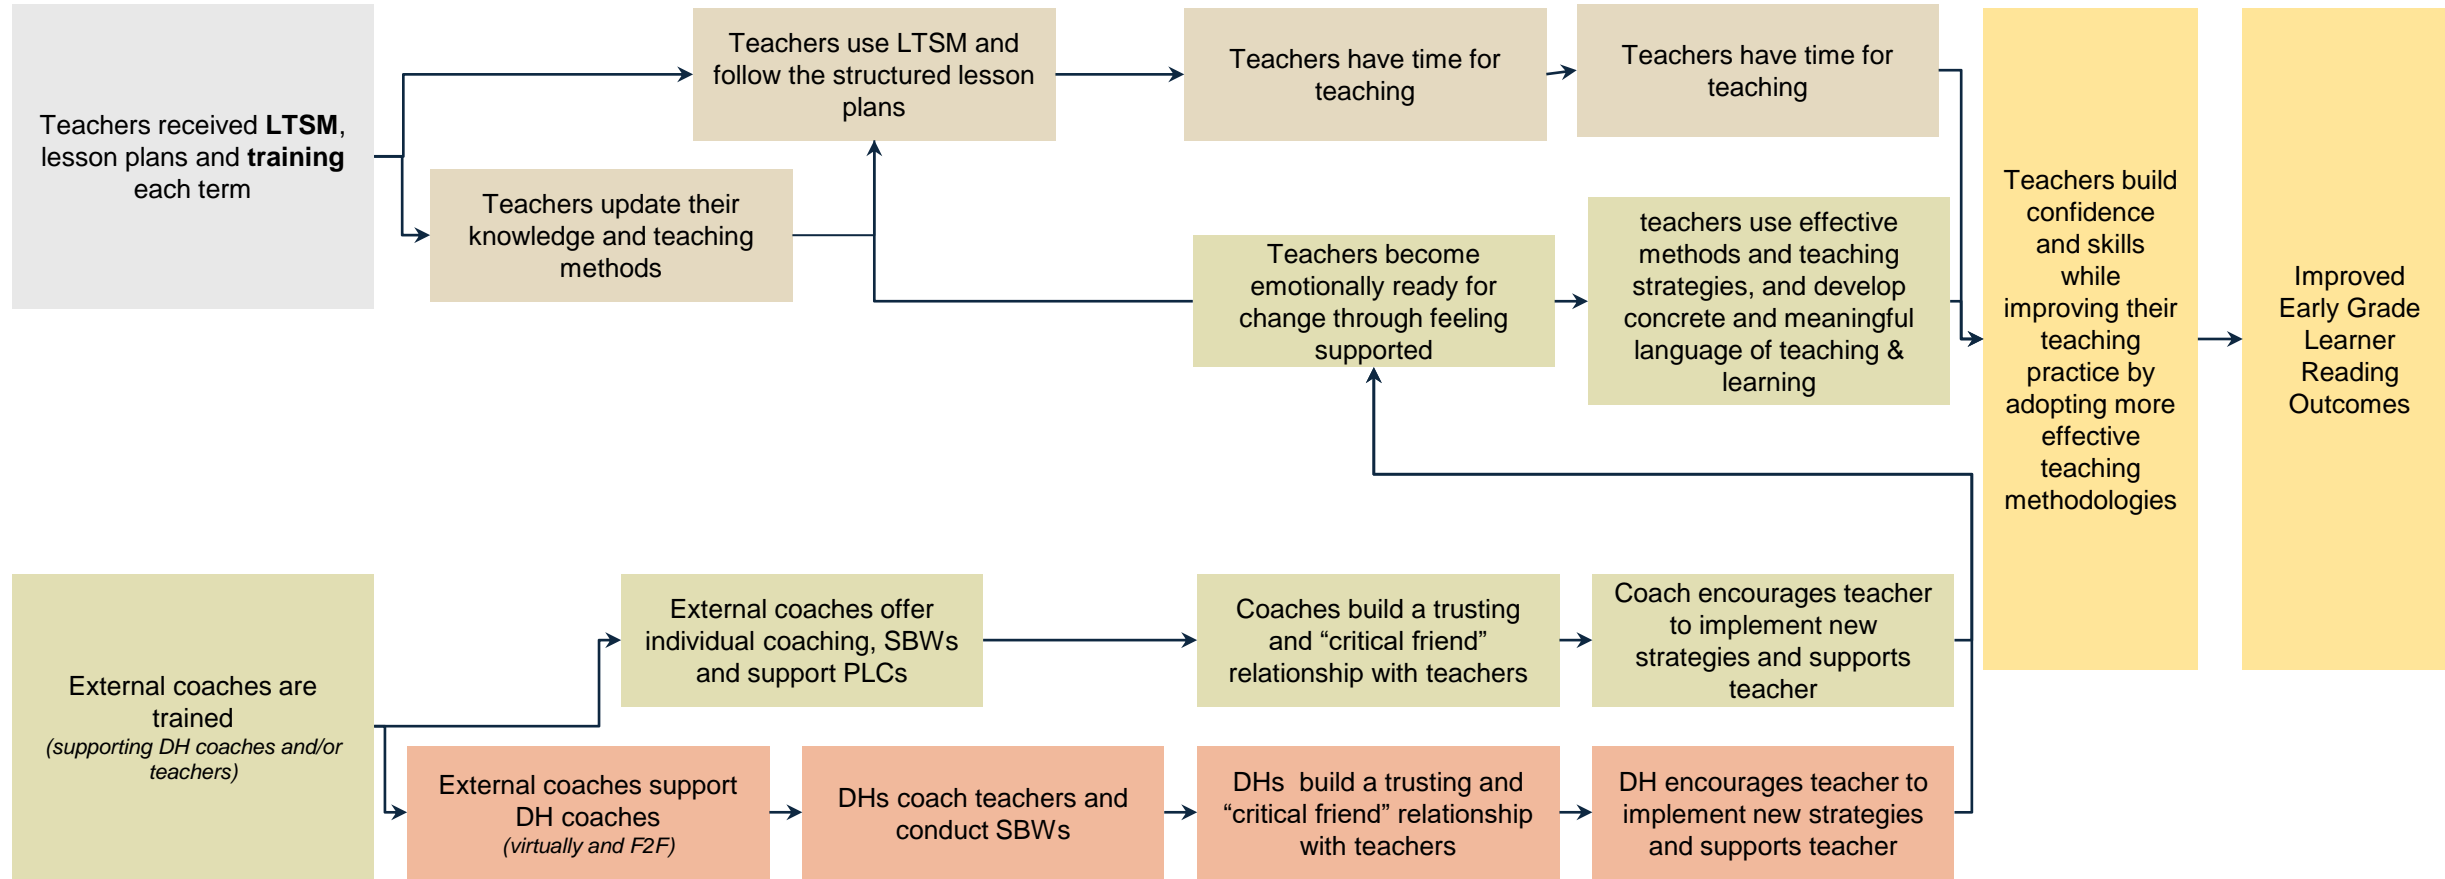 Teachers received LTSM,
lesson plans and training
each term
Teachers use LTSM and
follow the structured lesson
plans
Teachers have time for
teaching
Teachers have time for
teaching
Teachers update their
knowledge and teaching
methods
Teachers become
emotionally ready for
change through feeling
supported
teachers use effective
methods and teaching
strategies, and develop
concrete and meaningful
language of teaching &
learning
Teachers build
confidence
and skills
while
improving their
teaching
practice by
adopting more
effective
teaching
methodologies
Improved
Early Grade
Learner
Reading
Outcomes
External coaches are
trained
(supporting DH coaches and/or
teachers)
External coaches offer
individual coaching, SBWs
and support PLCs
Coaches build a trusting
and “critical friend”
relationship with teachers
Coach encourages teacher
to implement new
strategies and supports
teacher
External coaches support
DH coaches
(virtually and F2F)
DHs coach teachers and
conduct SBWs
DHs  build a trusting and
“critical friend” relationship
with teachers
DH encourages teacher to
implement new strategies
and supports teacher